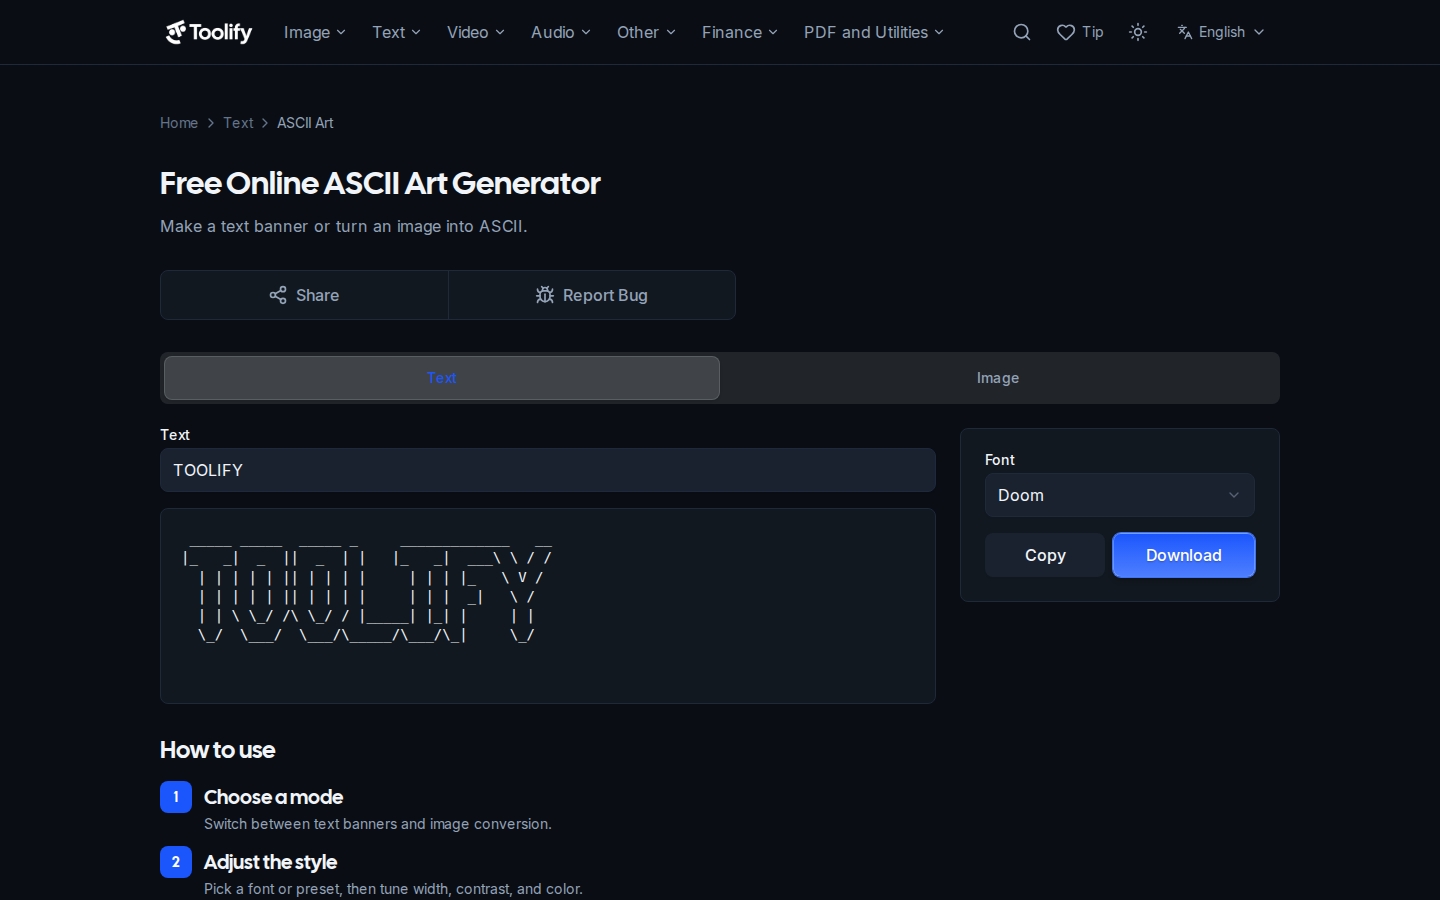 Toolify Image Text Video Audio Other Finance PDF and Utilities Tip English
Home > Text > ASCII Art
Free Online ASCII Art Generator
Make a text banner or turn an image into ASCII.
Share Report Bug
Text Image
Text
TOOLIFY
Font
Doom
Copy Download
TOOLIFY
How to use
1 Choose a mode
Switch between text banners and image conversion.
2 Adjust the style
Pick a font or preset, then tune width, contrast, and color.